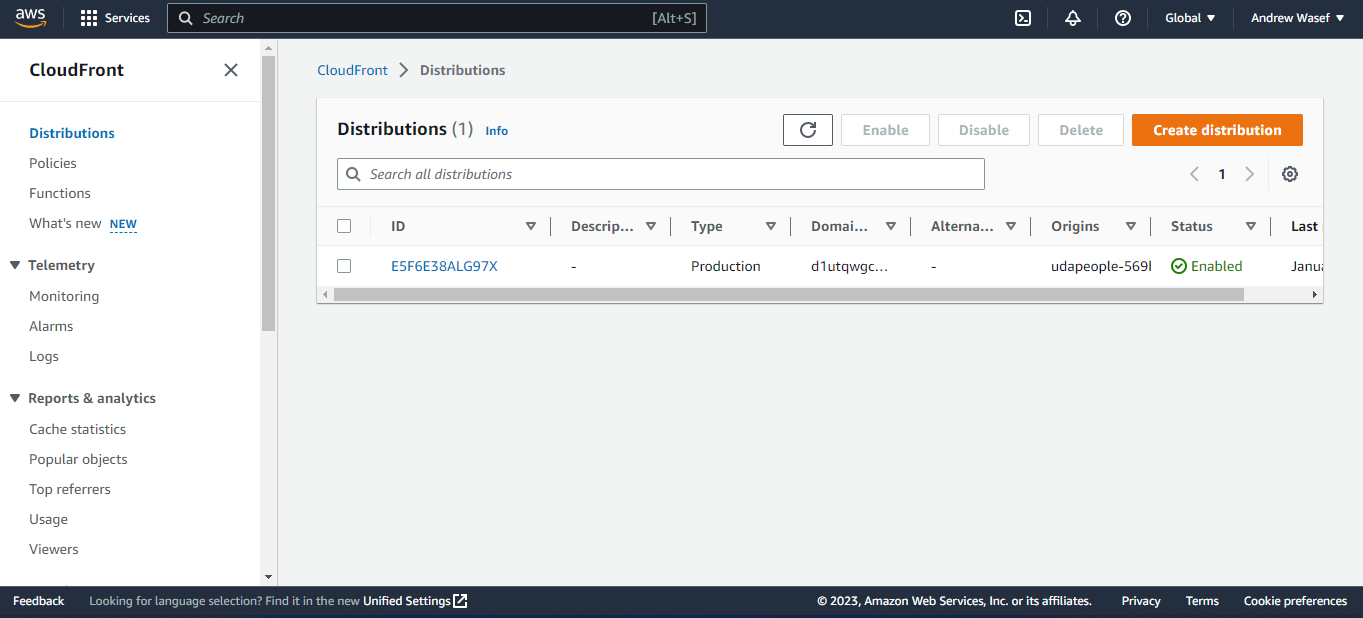 aws Services Search [Alt+S] Global Andrew Wasef
CloudFront
Distributions
Policies
Functions
What's new NEW
Telemetry
Monitoring
Alarms
Logs
Reports & analytics
Cache statistics
Popular objects
Top referrers
Usage
Viewers
CloudFront Distributions
Distributions (1) Info Enable Disable Delete Create distribution
Search all distributions 1
ID Descrip... Type Domai... Alterna... Origins Status Last
E5F6E38ALG97X - Production d1utqwgc... - udapeople-569 Enabled Janua
Feedback Looking for language selection? Find it in the new Unified Settings © 2023, Amazon Web Services, Inc. or its affiliates. Privacy Terms Cookie preferences